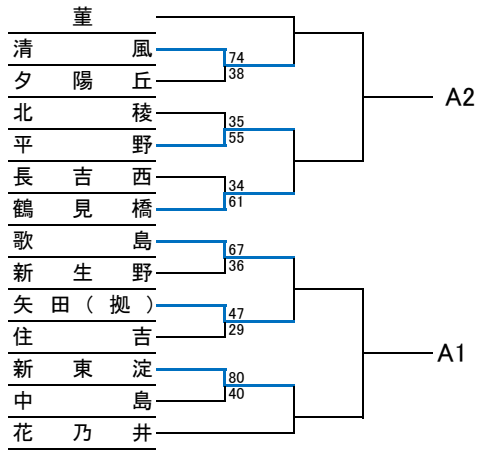 菫
清風
74
夕陽丘
38
A2
北稜
35
平野
55
長吉西
34
鶴見橋
61
歌島
67
新生野
36
矢田(拠)
47
住吉
29
A1
新東淀
80
中島
40
花乃井